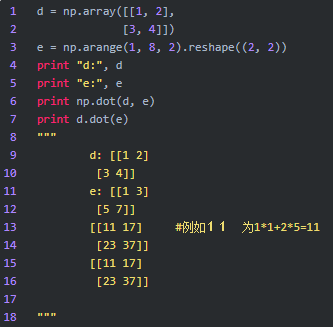 1 d = np.array([[1, 2],
2 [3, 4]])
3 e = np.arange(1, 8, 2).reshape((2, 2))
4 print "d:", d
5 print "e:", e
6 print np.dot(d, e)
7 print d.dot(e)
8 """
9 d: [[1 2]
10 [3 4]]
11 e: [[1 3]
12 [5 7]]
13 [[11 17] #例如１１ 为1*1+2*5=11
14 [23 37]]
15 [[11 17]
16 [23 37]]
17
18 """